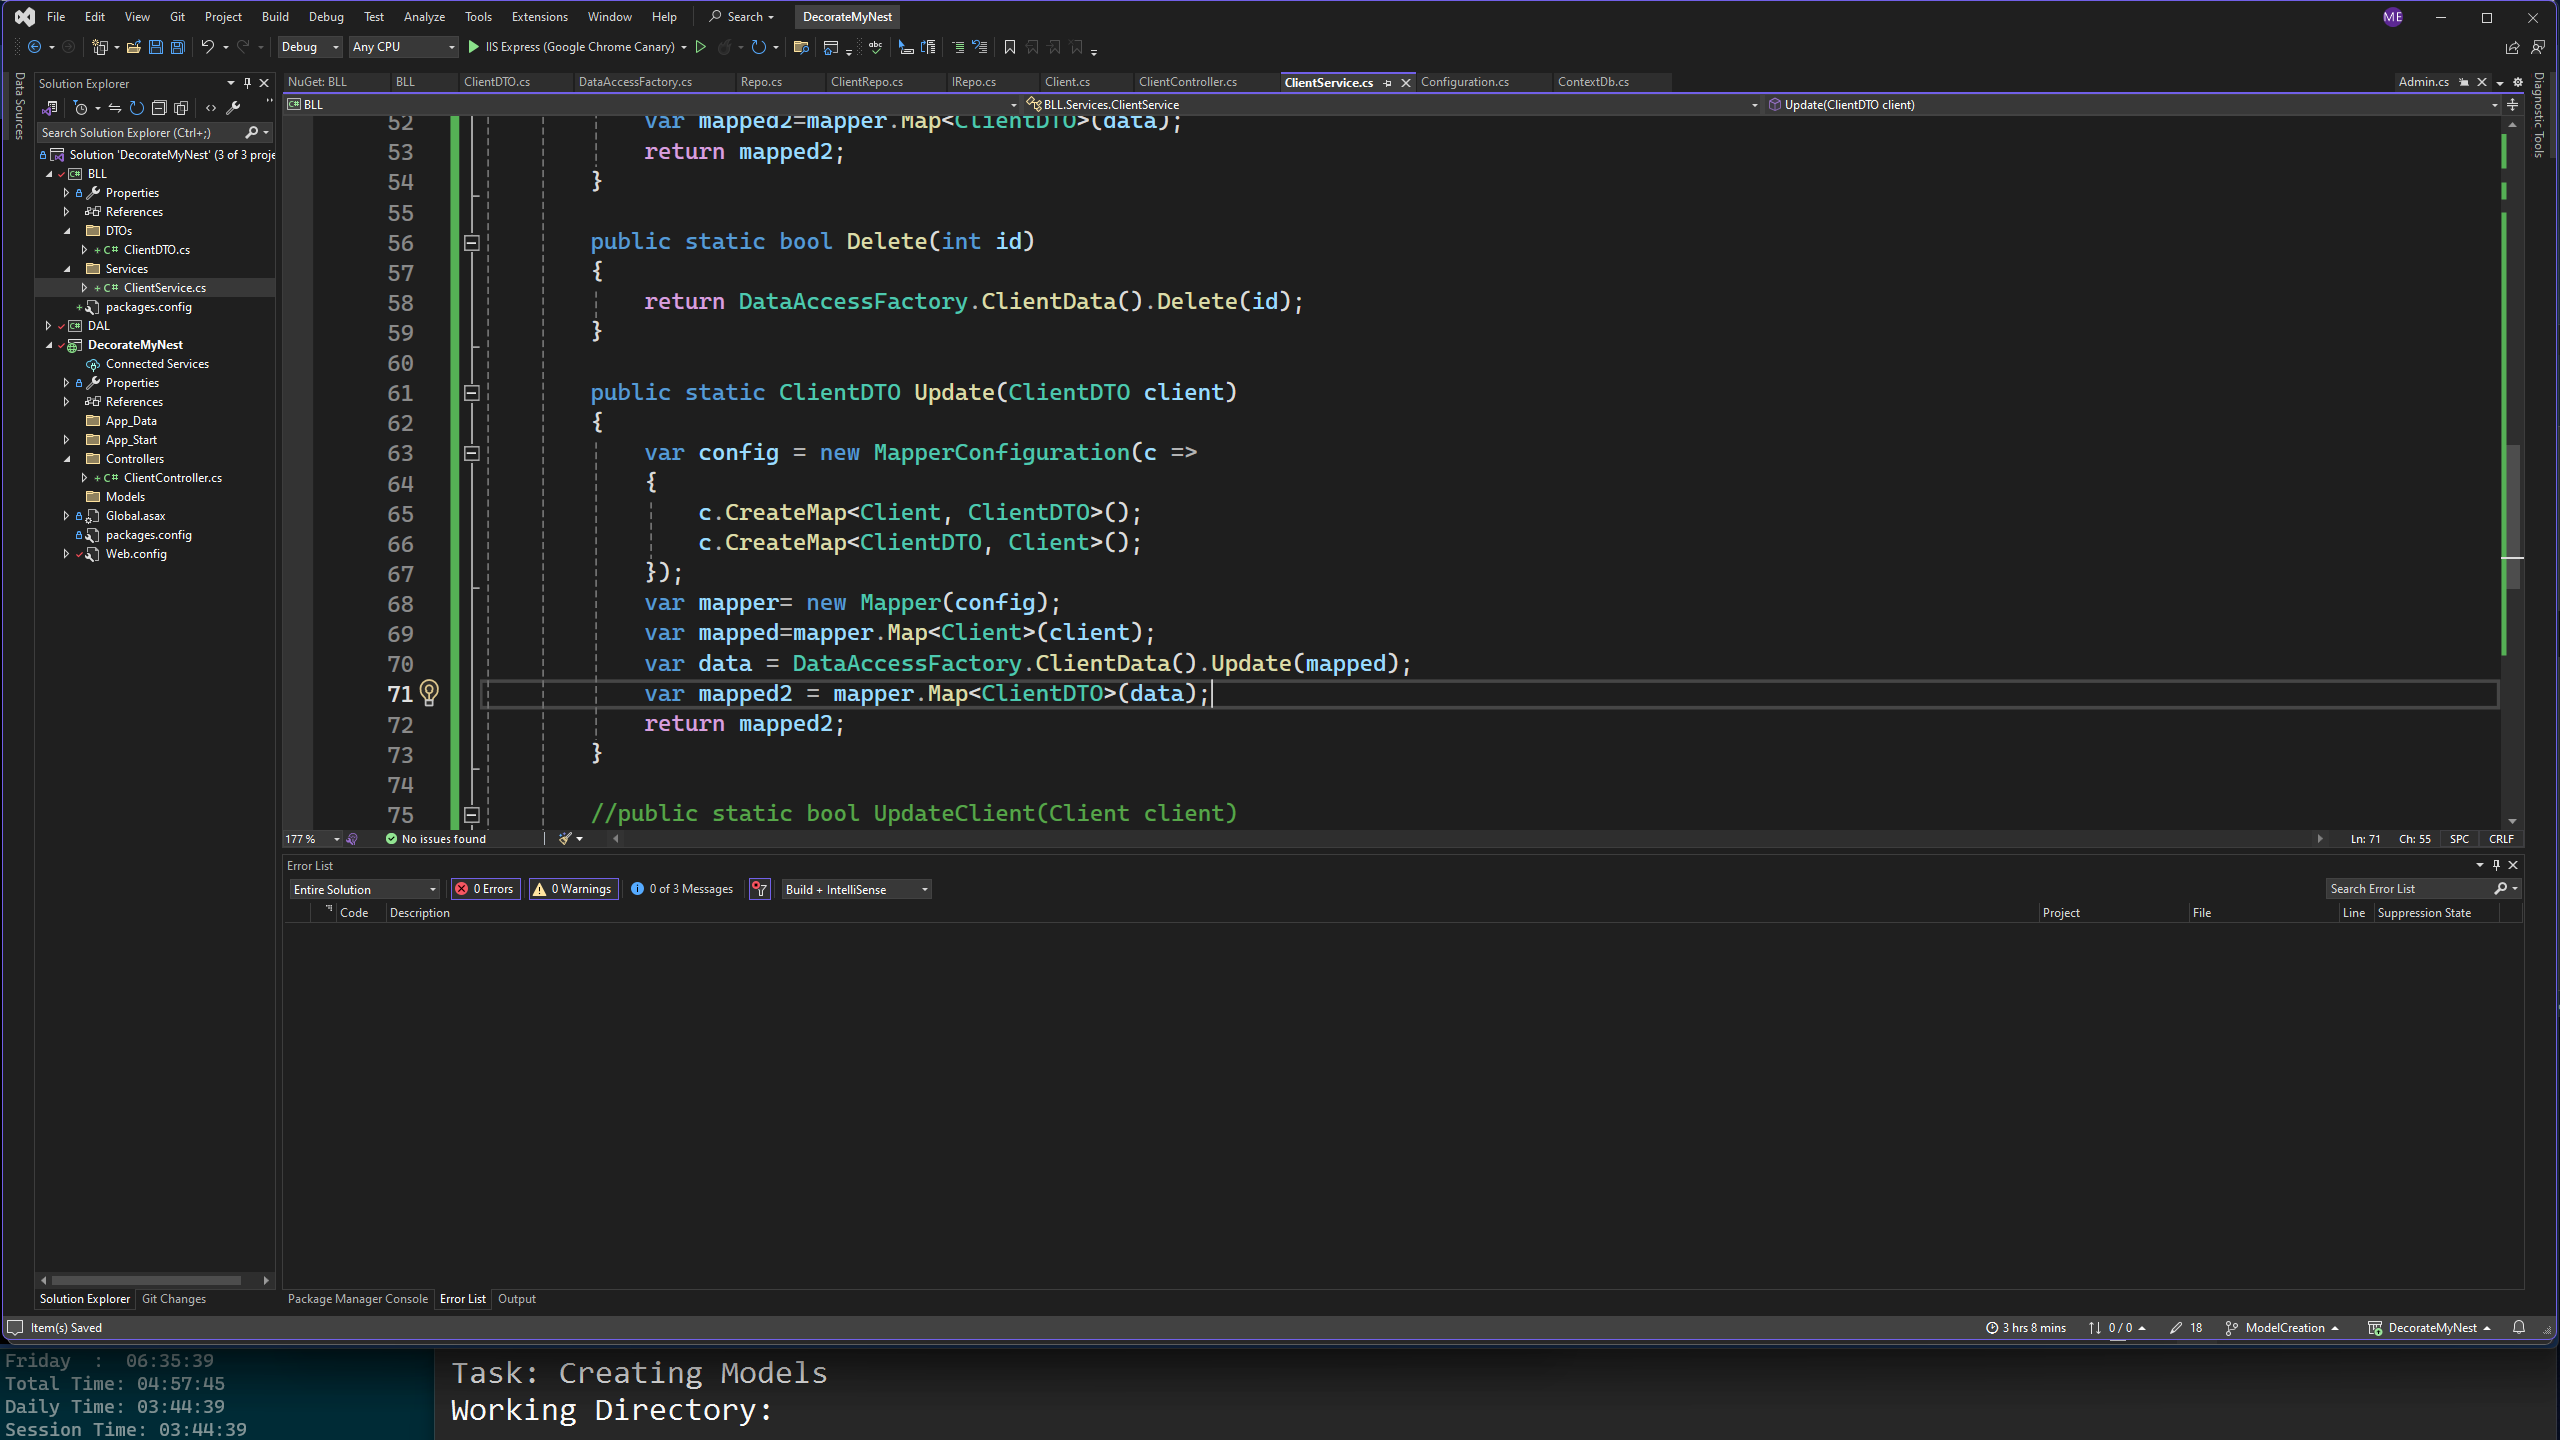 File Edit View Git Project Build Debug Test Analyze Tools Extensions Window Help Search DecorateMyNest ME
Debug Any CPU IIS Express (Google Chrome Canary)
Data Sources
Solution Explorer
Search Solution Explorer (Ctrl+;)
Solution 'DecorateMyNest' (3 of 3 proje
BLL
Properties
References
DTOs
C# ClientDTO.cs
Services
C# ClientService.cs
packages.config
DAL
DecorateMyNest
Connected Services
Properties
References
App_Data
App_Start
Controllers
C# ClientController.cs
Models
Global.asax
packages.config
Web.config
Solution Explorer Git Changes
NuGet: BLL BLL ClientDTO.cs DataAccessFactory.cs Repo.cs ClientRepo.cs IRepo.cs Client.cs ClientController.cs ClientService.cs Configuration.cs ContextDb.cs Admin.cs
BLL BLL.Services.ClientService Update(ClientDTO client)
52 var mapped2=mapper.Map<ClientDTO>(data);
53 return mapped2;
54 }
55
56 public static bool Delete(int id)
57 {
58 return DataAccessFactory.ClientData().Delete(id);
59 }
60
61 public static ClientDTO Update(ClientDTO client)
62 {
63 var config = new MapperConfiguration(c =>
64 {
65 c.CreateMap<Client, ClientDTO>();
66 c.CreateMap<ClientDTO, Client>();
67 });
68 var mapper= new Mapper(config);
69 var mapped=mapper.Map<Client>(client);
70 var data = DataAccessFactory.ClientData().Update(mapped);
71 var mapped2 = mapper.Map<ClientDTO>(data);
72 return mapped2;
73 }
74
75 //public static bool UpdateClient(Client client)
177 % No issues found Ln: 71 Ch: 55 SPC CRLF
Diagnostic Tools
Error List
Entire Solution 0 Errors 0 Warnings 0 of 3 Messages Build + IntelliSense Search Error List
Code Description Project File Line Suppression State
Package Manager Console Error List Output
Item(s) Saved 3 hrs 8 mins 0 / 0 18 ModelCreation DecorateMyNest
Friday : 06:35:39
Total Time: 04:57:45
Daily Time: 03:44:39
Session Time: 03:44:39
Task: Creating Models
Working Directory: